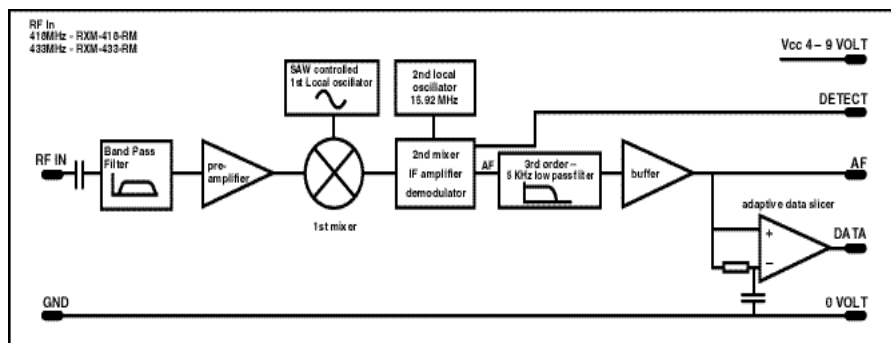 RF In
418MHz - RXM-418-RM
433MHz - RXM-433-RM
Vcc 4 – 9 VOLT
SAW controlled
1st Local oscillator
2nd local
oscillator
15.92 MHz
DETECT
RF IN
Band Pass
Filter
pre-
amplifier
1st mixer
2nd mixer
IF amplifier
demodulator
AF
3rd order –
5 KHz low pass filter
buffer
AF
adaptive data slicer
+
–
DATA
GND
0 VOLT